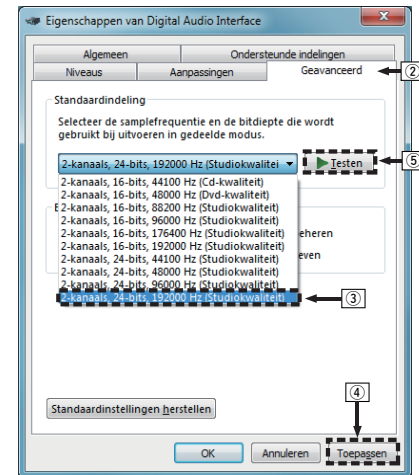 Eigenschappen van Digital Audio Interface
X
Algemeen
Ondersteunde indelingen
Niveaus
Aanpassingen
Geavanceerd
②
Standaardindeling
Selecteer de samplefrequentie en de bitdiepte die wordt
gebruikt bij uitvoeren in gedeelde modus.
2-kanaals, 24-bits, 192000 Hz (Studiokwalitei
Testen
⑤
2-kanaals, 16-bits, 44100 Hz (Cd-kwaliteit)
2-kanaals, 16-bits, 48000 Hz (Dvd-kwaliteit)
E
2-kanaals, 16-bits, 88200 Hz (Studiokwaliteit)
2-kanaals, 16-bits, 96000 Hz (Studiokwaliteit)
2-kanaals, 16-bits, 176400 Hz (Studiokwaliteit)
heren
2-kanaals, 16-bits, 192000 Hz (Studiokwaliteit)
2-kanaals, 24-bits, 44100 Hz (Studiokwaliteit)
even
2-kanaals, 24-bits, 48000 Hz (Studiokwaliteit)
2-kanaals, 24-bits, 96000 Hz (Studiokwaliteit)
2-kanaals, 24-bits, 192000 Hz (Studiokwaliteit)
③
④
Standaardinstellingen herstellen
OK
Annuleren
Toepassen